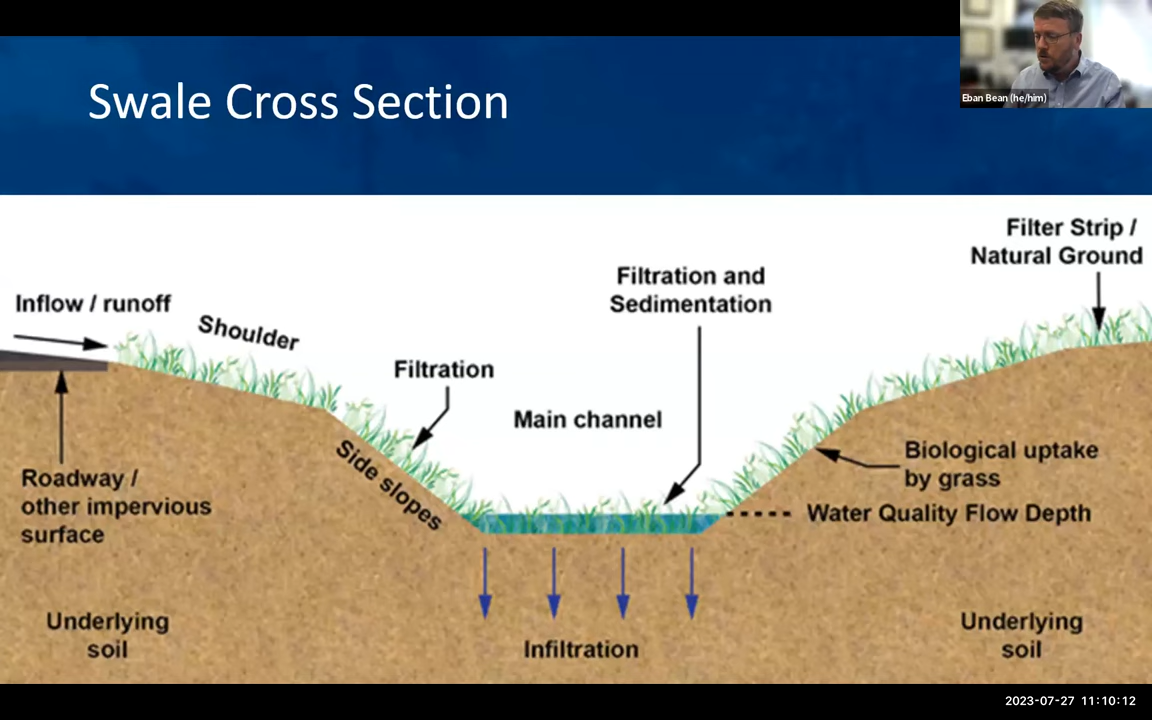 Swale Cross Section
Eban Bean (he/him)
Filter Strip /
Natural Ground
Filtration and
Sedimentation
Inflow / runoff
Shoulder
Filtration
Main channel
Side slopes
Biological uptake
by grass
Roadway /
other impervious
surface
Water Quality Flow Depth
Underlying
soil
Infiltration
Underlying
soil
2023-07-27 11:10:12